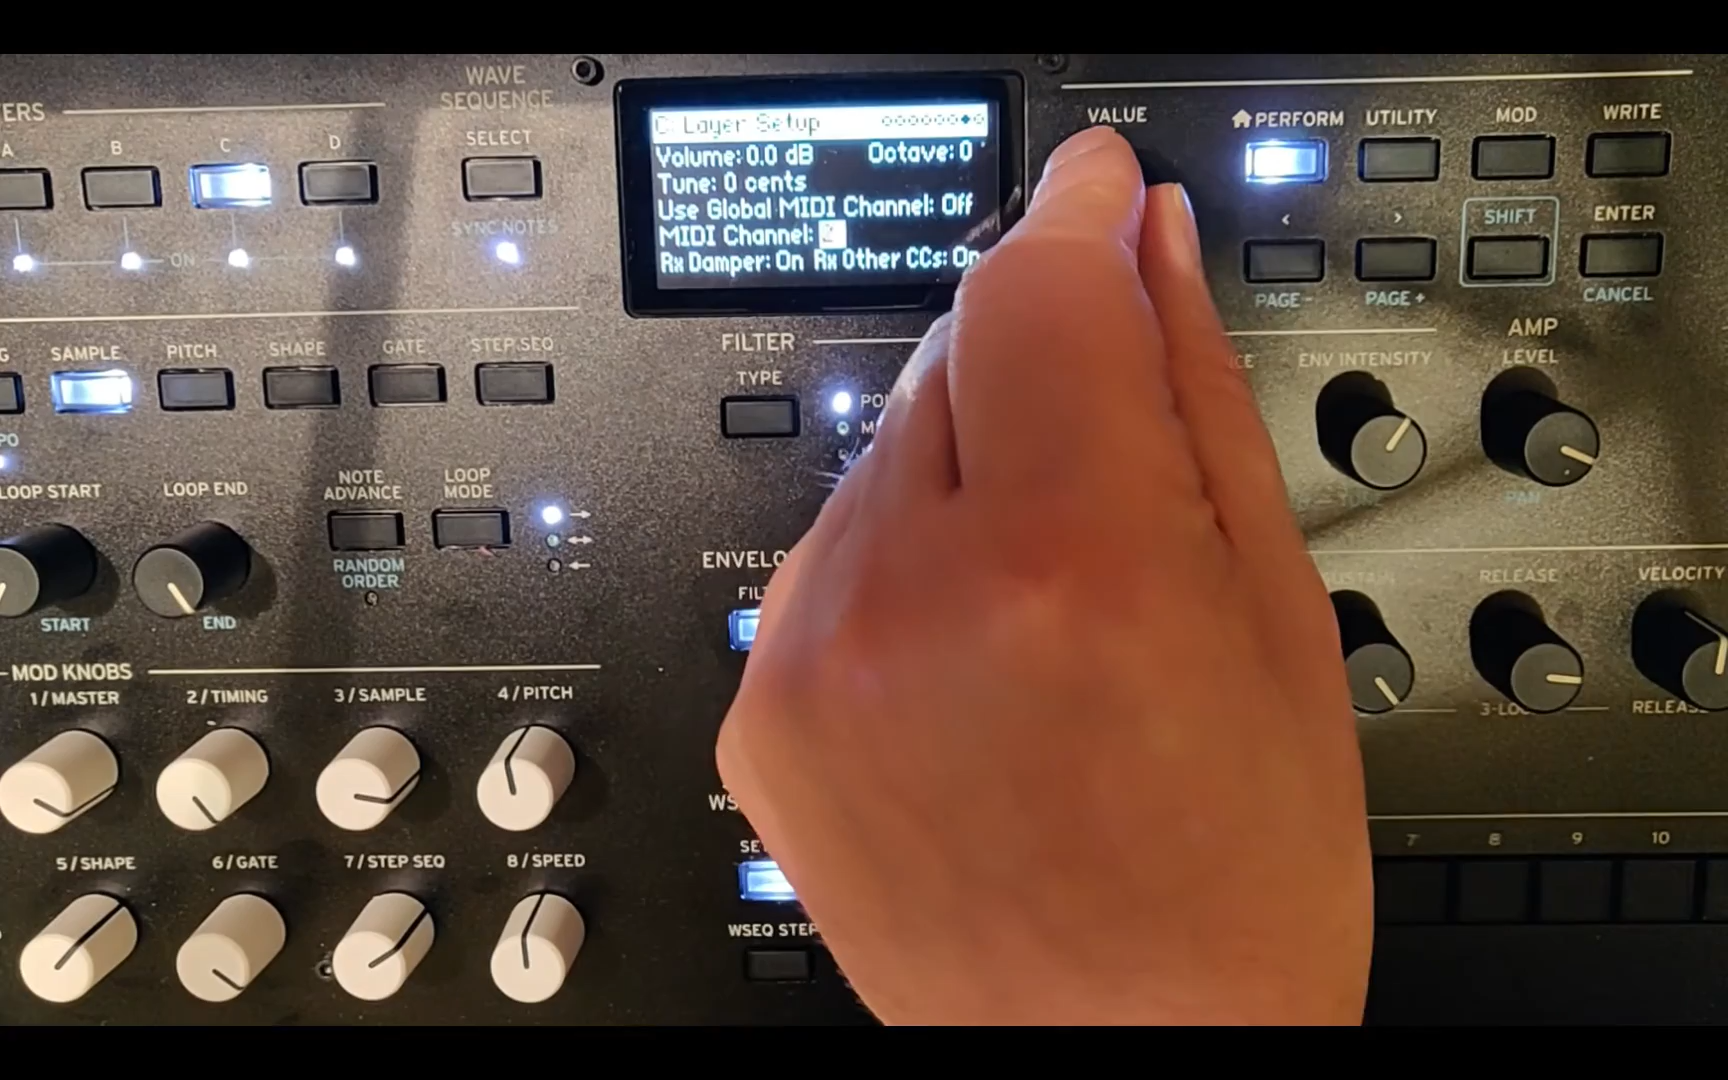 WAVE
SEQUENCE
A B C D
SELECT
SYNC NOTES
ON
C: Layer Setup
Volume: 0.0 dB Octave: 0
Tune: 0 cents
Use Global MIDI Channel: Off
MIDI Channel:
Rx Damper: On Rx Other CCs: On
VALUE
PERFORM UTILITY MOD WRITE
< > SHIFT ENTER
PAGE - PAGE + CANCEL
SAMPLE PITCH SHAPE GATE STEP SEQ
FILTER
TYPE
AMP
ENV INTENSITY LEVEL
PAN
LOOP START LOOP END
START END
NOTE
ADVANCE
RANDOM
ORDER
LOOP
MODE
SUSTAIN RELEASE VELOCITY
MOD KNOBS
1 / MASTER 2 / TIMING 3 / SAMPLE 4 / PITCH
5 / SHAPE 6 / GATE 7 / STEP SEQ 8 / SPEED
WSEQ STEP
7 8 9 10